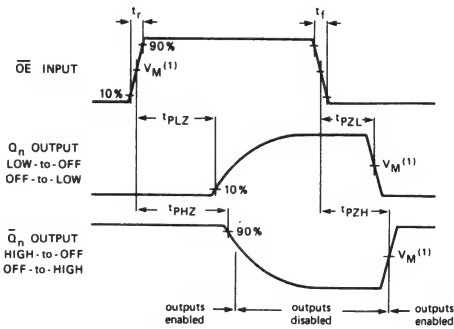 tr
tf
90%
OE INPUT
VM(1)
10%
tPLZ
tPZL
Qn OUTPUT
LOW-to-OFF
OFF-to-LOW
VM(1)
10%
tPHZ
tPZH
90%
Q̅n OUTPUT
HIGH-to-OFF
OFF-to-HIGH
VM(1)
outputs enabled
outputs disabled
outputs enabled